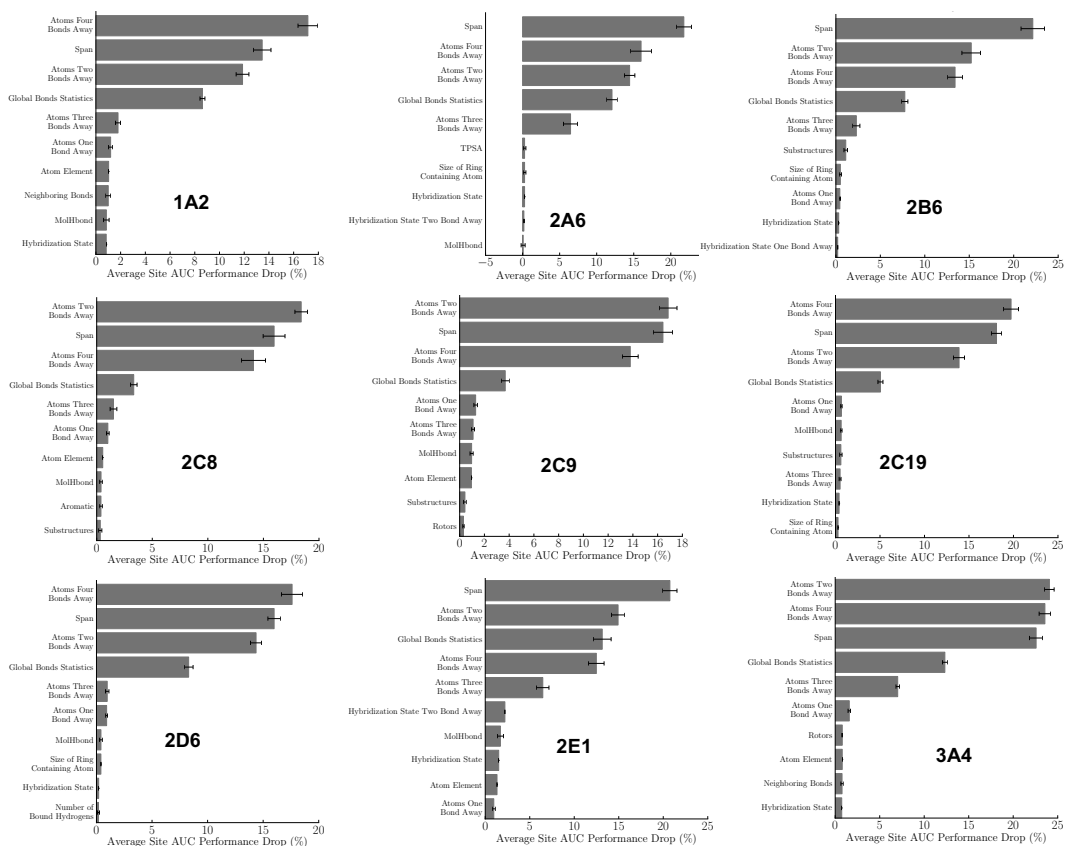 Atoms Four
Bonds Away
Span
Atoms Two
Bonds Away
Global Bonds Statistics
Atoms Three
Bonds Away
Atoms One
Bond Away
Atom Element
Neighboring Bonds
MolHbond
Hybridization State
1A2
0 2 4 6 8 10 12 14 16 18
Average Site AUC Performance Drop (%)
Span
Atoms Four
Bonds Away
Atoms Two
Bonds Away
Global Bonds Statistics
Atoms Three
Bonds Away
TPSA
Size of Ring
Containing Atom
Hybridization State
Hybridization State Two Bond Away
MolHbond
2A6
−5 0 5 10 15 20
Average Site AUC Performance Drop (%)
Span
Atoms Two
Bonds Away
Atoms Four
Bonds Away
Global Bonds Statistics
Atoms Three
Bonds Away
Substructures
Size of Ring
Containing Atom
Atoms One
Bond Away
Hybridization State
Hybridization State One Bond Away
2B6
0 5 10 15 20 25
Average Site AUC Performance Drop (%)
Atoms Two
Bonds Away
Span
Atoms Four
Bonds Away
Global Bonds Statistics
Atoms Three
Bonds Away
Atoms One
Bond Away
Atom Element
MolHbond
Aromatic
Substructures
2C8
0 5 10 15 20
Average Site AUC Performance Drop (%)
Atoms Two
Bonds Away
Span
Atoms Four
Bonds Away
Global Bonds Statistics
Atoms One
Bond Away
Atoms Three
Bonds Away
MolHbond
Atom Element
Substructures
Rotors
2C9
0 2 4 6 8 10 12 14 16 18
Average Site AUC Performance Drop (%)
Atoms Four
Bonds Away
Span
Atoms Two
Bonds Away
Global Bonds Statistics
Atoms One
Bond Away
MolHbond
Substructures
Atoms Three
Bonds Away
Hybridization State
Size of Ring
Containing Atom
2C19
0 5 10 15 20 25
Average Site AUC Performance Drop (%)
Atoms Four
Bonds Away
Span
Atoms Two
Bonds Away
Global Bonds Statistics
Atoms Three
Bonds Away
Atoms One
Bond Away
MolHbond
Size of Ring
Containing Atom
Hybridization State
Number of
Bound Hydrogens
2D6
0 5 10 15 20
Average Site AUC Performance Drop (%)
Span
Atoms Two
Bonds Away
Global Bonds Statistics
Atoms Four
Bonds Away
Atoms Three
Bonds Away
Hybridization State Two Bond Away
MolHbond
Hybridization State
Atom Element
Atoms One
Bond Away
2E1
0 5 10 15 20 25
Average Site AUC Performance Drop (%)
Atoms Two
Bonds Away
Atoms Four
Bonds Away
Span
Global Bonds Statistics
Atoms Three
Bonds Away
Atoms One
Bond Away
Rotors
Atom Element
Neighboring Bonds
Hybridization State
3A4
0 5 10 15 20 25
Average Site AUC Performance Drop (%)